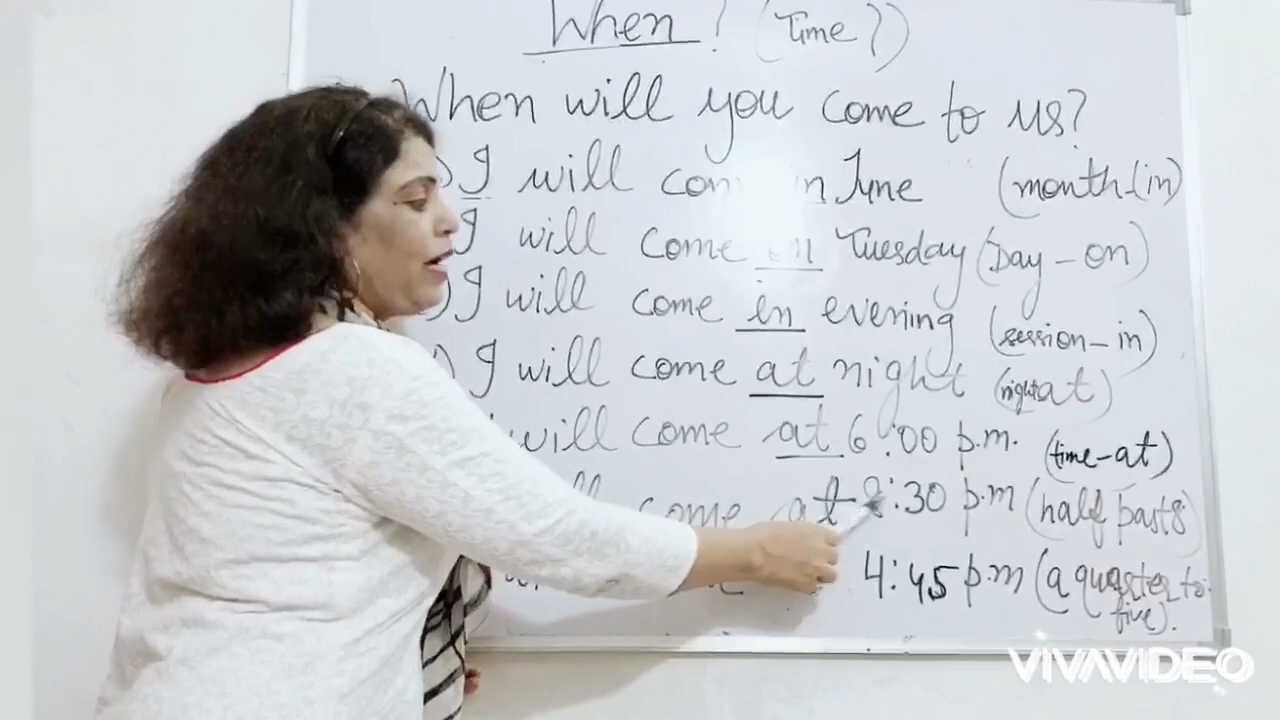 When? (Time?)
When will you come to us?
) I will come in June (month-(in)
I will come on Tuesday (Day - on)
) I will come in evening (session - in)
) I will come at night (night at)
will come at 6:00 p.m. (time-at)
come at 8:30 p.m (half past 8)
4:45 p.m (a quarter to
five).
VIVAVIDEO